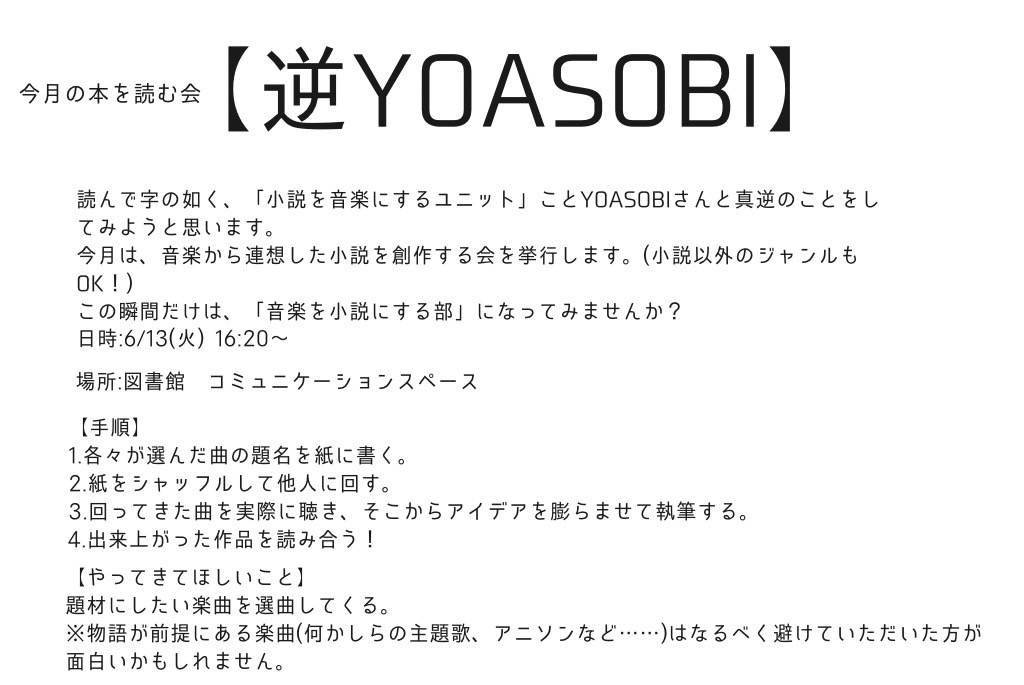 今月の本を読む会【逆YOASOBI】
読んで字の如く、「小説を音楽にするユニット」ことYOASOBIさんと真逆のことをし
てみようと思います。
今月は、音楽から連想した小説を創作する会を挙行します。(小説以外のジャンルも
OK！)
この瞬間だけは、「音楽を小説にする部」になってみませんか？
日時:6/13(火) 16:20〜
場所:図書館　コミュニケーションスペース
【手順】
1.各々が選んだ曲の題名を紙に書く。
2.紙をシャッフルして他人に回す。
3.回ってきた曲を実際に聴き、そこからアイデアを膨らませて執筆する。
4.出来上がった作品を読み合う！
【やってきてほしいこと】
題材にしたい楽曲を選曲してくる。
※物語が前提にある楽曲(何かしらの主題歌、アニソンなど……)はなるべく避けていただいた方が
面白いかもしれません。